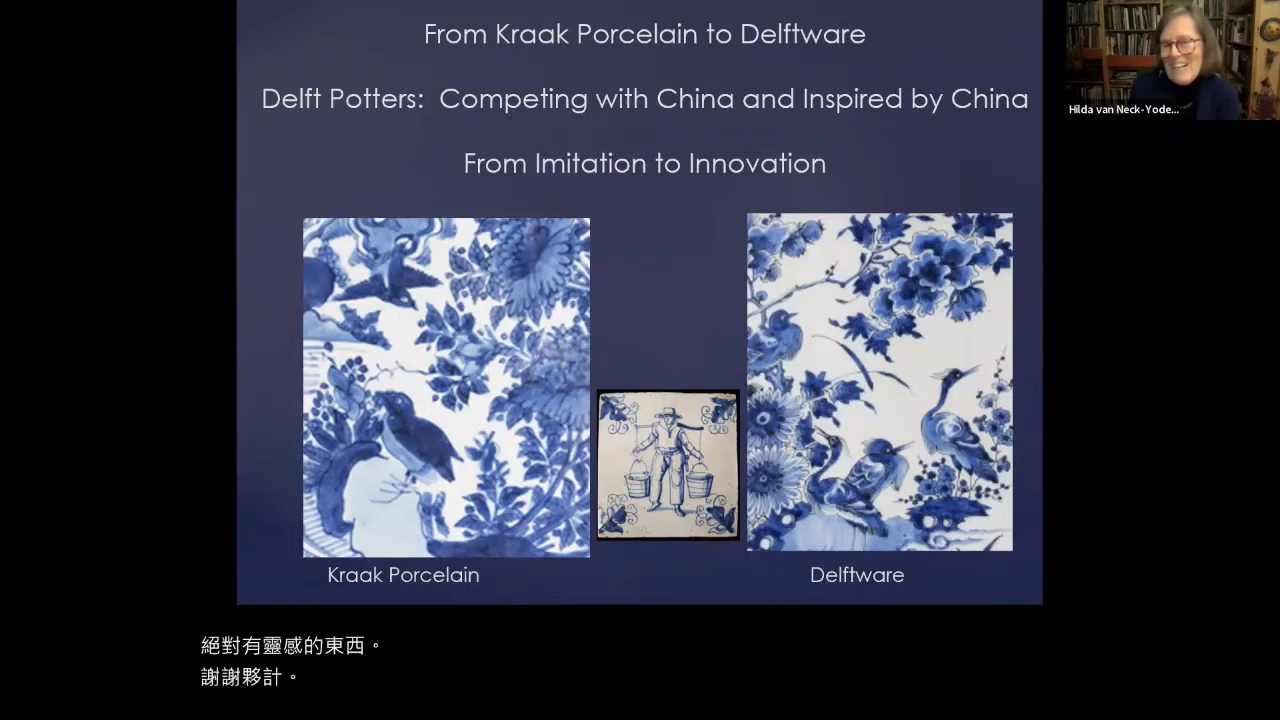 From Kraak Porcelain to Delftware
Delft Potters: Competing with China and Inspired by China
From Imitation to Innovation
Hilda van Neck-Yode...
Kraak Porcelain
Delftware
絕對有靈感的東西。
謝謝夥計。